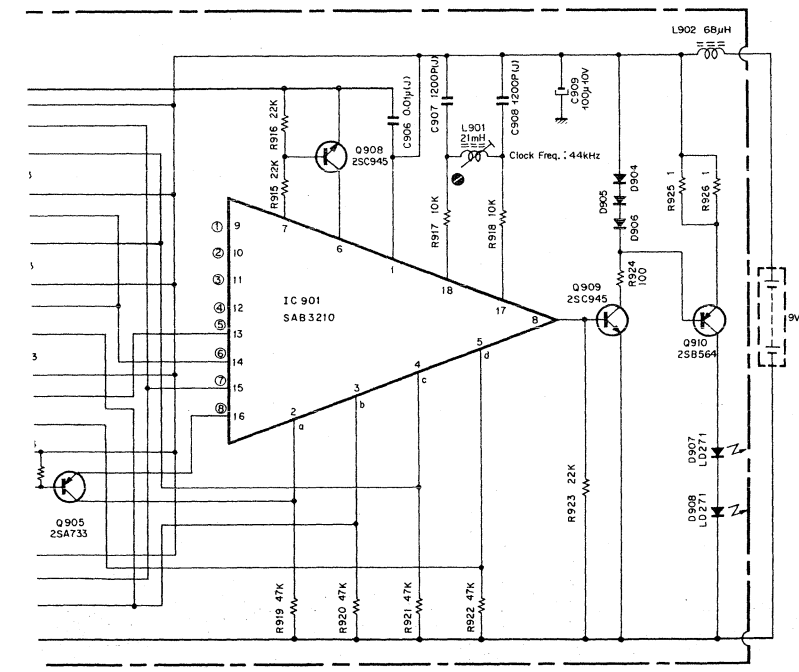 L902 68μH
C906 0.01μ(J)
C907 1200P(J)
C908 1200P(J)
C909
100μ10V
R916 22K
Q908
2SC945
L901
21mH
Clock Freq. : 44kHz
R915 22K
R917 10K
R918 10K
D904
D905
D906
R925 1
R926 1
R924
100
① 9
② 10
③ 11
④ 12
⑤ 13
⑥ 14
⑦ 15
⑧ 16
7
6
1
18
17
8
IC901
SAB3210
Q909
2SC945
Q910
2SB564
9V
5
d
4
c
3
b
2
a
3
3
3
Q905
2SA733
R923 22K
D907
LD271
D908
LD271
R919 47K
R920 47K
R921 47K
R922 47K